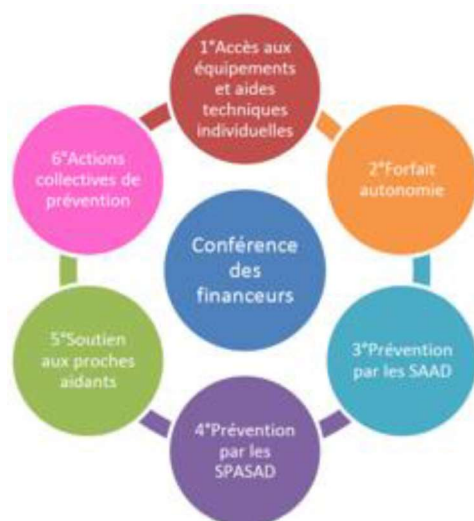 1°Accès aux
équipements
et aides
techniques
individuelles
2°Forfait
autonomie
3°Prévention
par les SAAD
4°Prévention
par les
SPASAD
5°Soutien
aux proches
aidants
6°Actions
collectives de
prévention
Conférence
des
financeurs